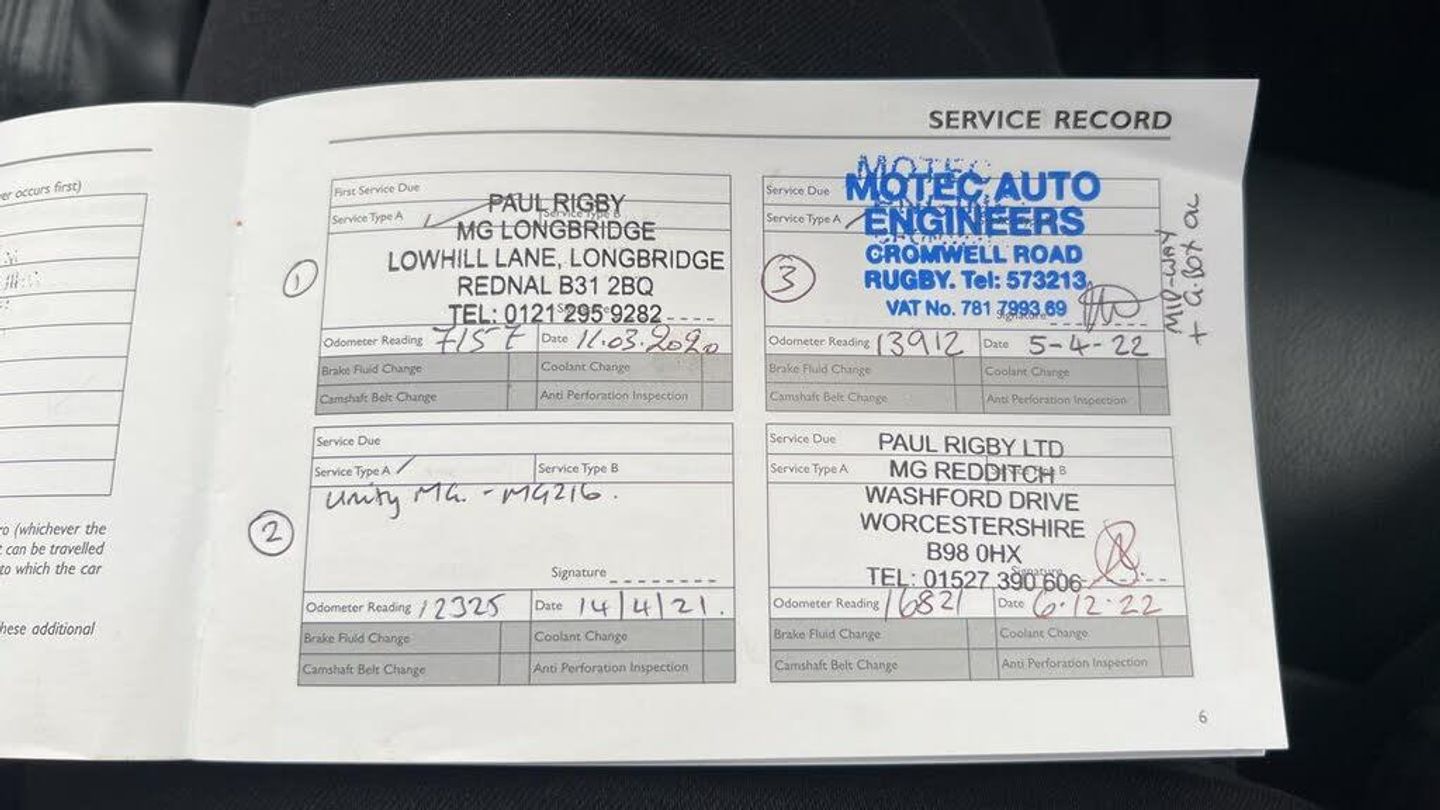 SERVICE RECORD
er occurs first)
ro (whichever the
can be travelled
to which the car
hese additional
First Service Due
Service Type A
PAUL RIGBY
MG LONGBRIDGE
LOWHILL LANE, LONGBRIDGE
REDNAL B31 2BQ
TEL: 0121 295 9282
1
Odometer Reading 7157 Date 11.03.2020
Brake Fluid Change Coolant Change
Camshaft Belt Change Anti Perforation Inspection
Service Due
Service Type A Service Type B
Unity MG. - MG216.
2
Signature
Odometer Reading 12325 Date 14/4/21.
Brake Fluid Change Coolant Change
Camshaft Belt Change Anti Perforation Inspection
Service Due
MOTEC AUTO
Service Type A
ENGINEERS
CROMWELL ROAD
RUGBY. Tel: 573213
VAT No. 781 7993 69
Signature
3
MID-WAY
Odometer Reading 13912 Date 5-4-22
Brake Fluid Change Coolant Change
Camshaft Belt Change Anti Perforation Inspection
Service Due
PAUL RIGBY LTD
Service Type A
MG REDDITCH
WASHFORD DRIVE
WORCESTERSHIRE
B98 0HX
Signature
TEL: 01527 390 606
Odometer Reading 16821 Date 6.12.22
Brake Fluid Change Coolant Change
Camshaft Belt Change Anti Perforation Inspection
6